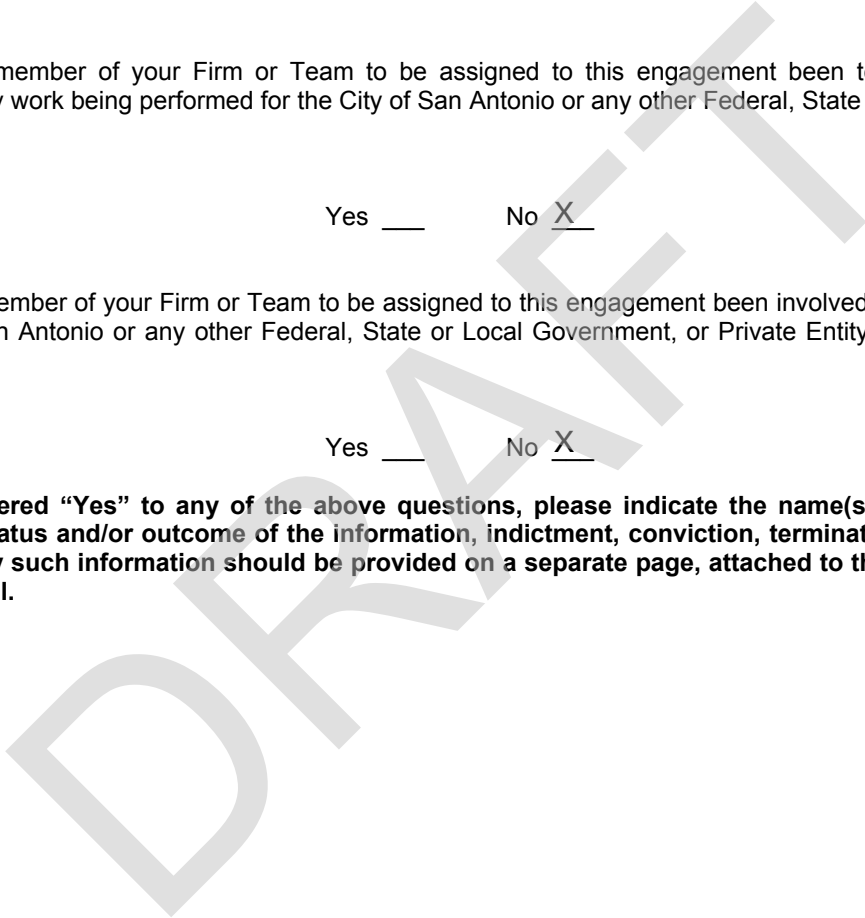 member of your Firm or Team to be assigned to this engagement been
work being performed for the City of San Antonio or any other Federal, State
Yes ___ No X
ember of your Firm or Team to be assigned to this engagement been involved
n Antonio or any other Federal, State or Local Government, or Private Entity
Yes ___ No X
ered “Yes” to any of the above questions, please indicate the name(s
atus and/or outcome of the information, indictment, conviction, terminat
y such information should be provided on a separate page, attached to th
l.
DRAFT